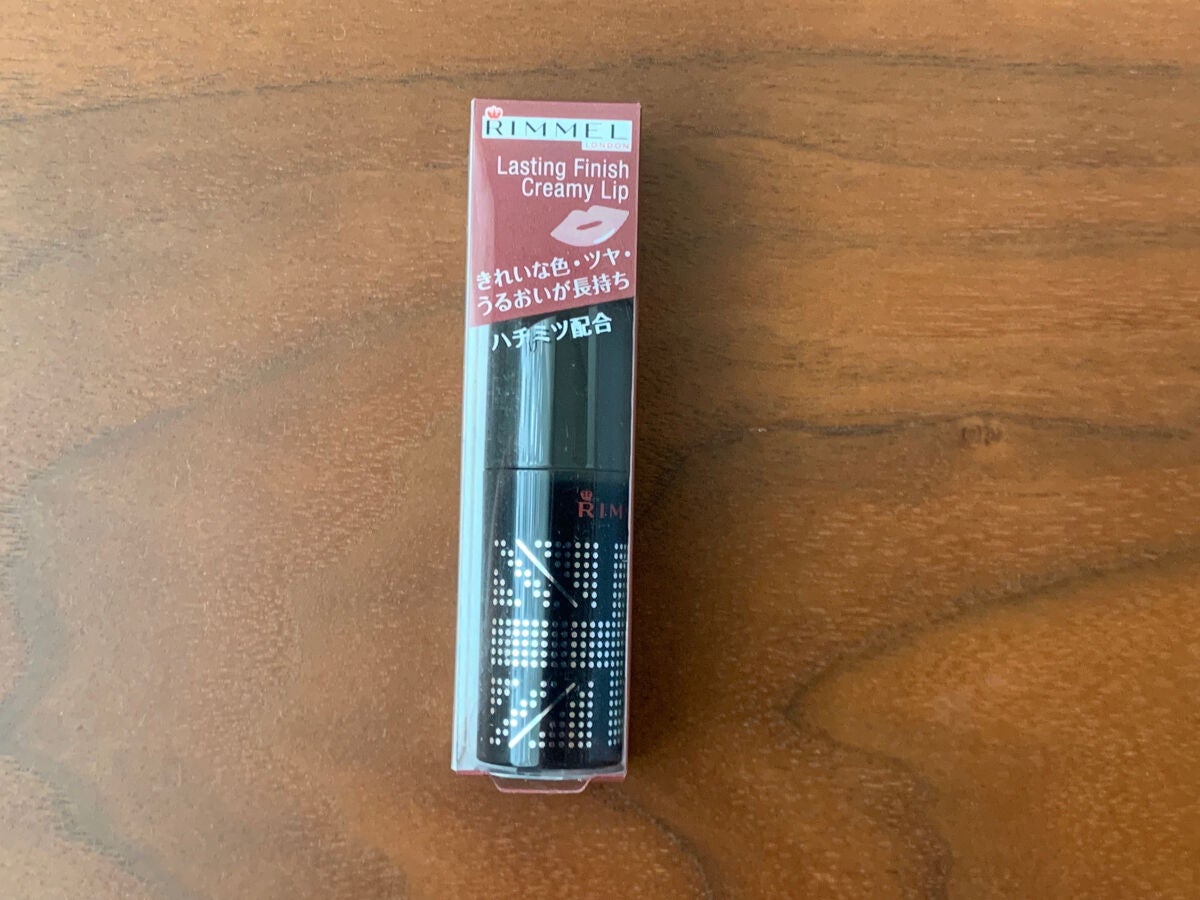 RIMMEL
LONDON
Lasting Finish
Creamy Lip
きれいな色・ツヤ・
うるおいが長持ち
ハチミツ配合
RIM